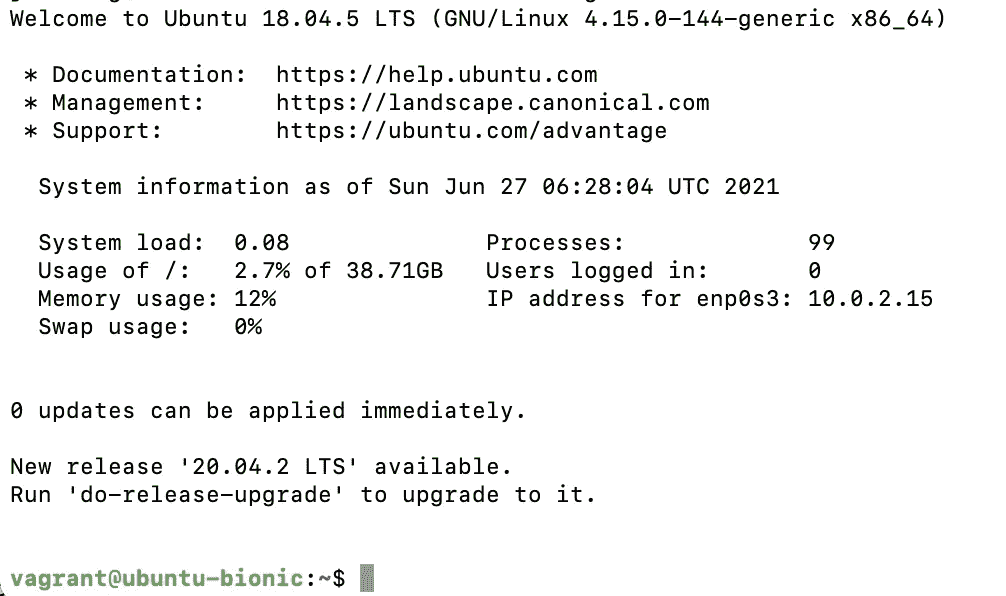 Welcome to Ubuntu 18.04.5 LTS (GNU/Linux 4.15.0-144-generic x86_64)
* Documentation:  https://help.ubuntu.com
* Management:     https://landscape.canonical.com
* Support:        https://ubuntu.com/advantage
System information as of Sun Jun 27 06:28:04 UTC 2021
System load:  0.08              Processes:             99
Usage of /:   2.7% of 38.71GB   Users logged in:       0
Memory usage: 12%               IP address for enp0s3: 10.0.2.15
Swap usage:   0%
0 updates can be applied immediately.
New release '20.04.2 LTS' available.
Run 'do-release-upgrade' to upgrade to it.
vagrant@ubuntu-bionic:~$